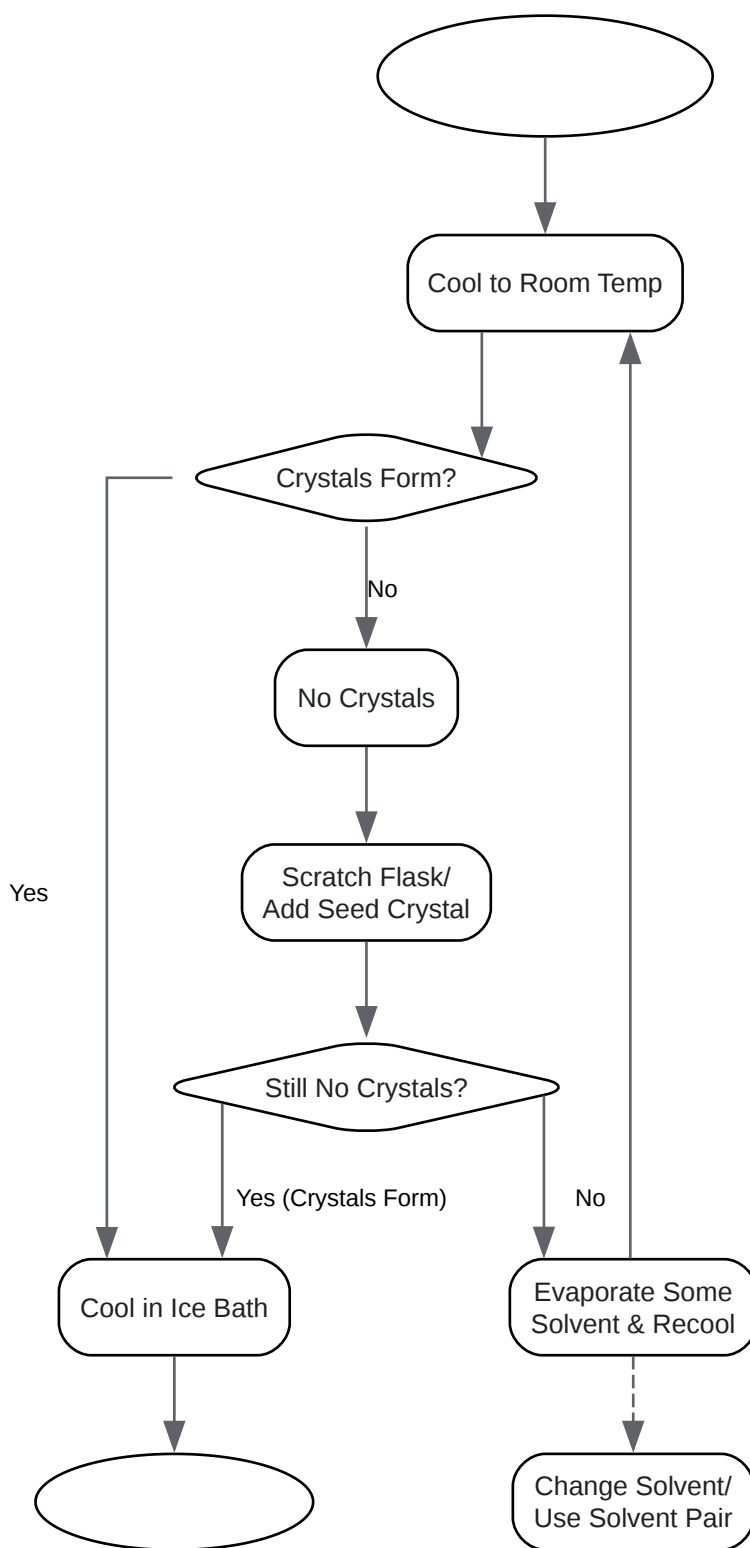 Cool to Room Temp
Crystals Form?
No
No Crystals
Scratch Flask/
Add Seed Crystal
Yes
Still No Crystals?
Yes (Crystals Form)
No
Cool in Ice Bath
Evaporate Some
Solvent & Recool
Change Solvent/
Use Solvent Pair